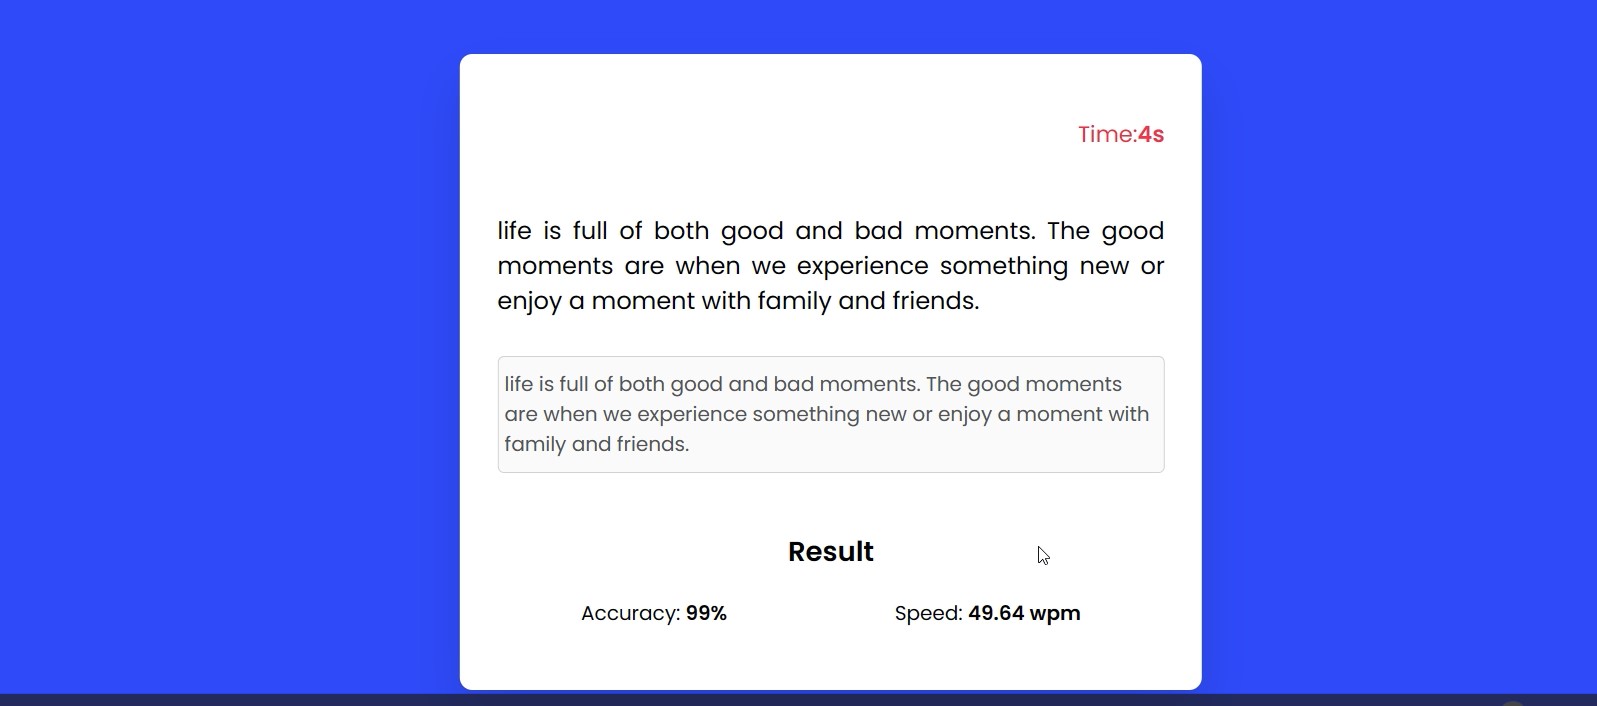 Time:4s
life is full of both good and bad moments. The good
moments are when we experience something new or
enjoy a moment with family and friends.
life is full of both good and bad moments. The good moments
are when we experience something new or enjoy a moment with
family and friends.
Result
Accuracy: 99% Speed: 49.64 wpm